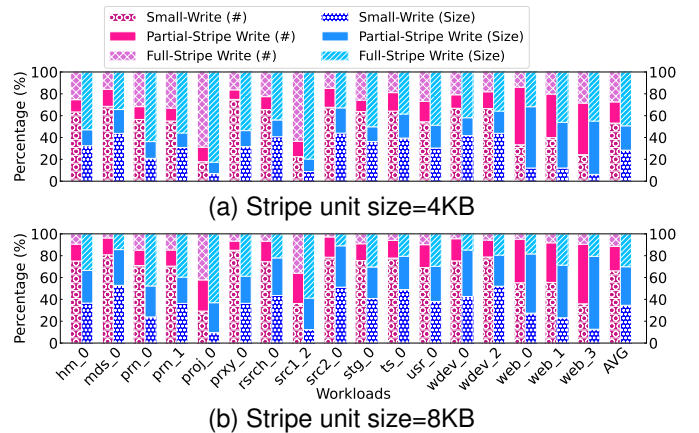 Small-Write (#) Small-Write (Size)
Partial-Stripe Write (#) Partial-Stripe Write (Size)
Full-Stripe Write (#) Full-Stripe Write (Size)
Percentage (%)
100 100
80 80
60 60
40 40
20 20
0 0
(a) Stripe unit size=4KB
Percentage (%)
100 100
80 80
60 60
40 40
20 20
0 0
hm_0 mds_0 prn_0 prn_1 proj_0 prxy_0 rsrch_0 src1_2 src2_0 stg_0 ts_0 usr_0 wdev_0 wdev_2 web_0 web_1 web_3 AVG
Workloads
(b) Stripe unit size=8KB